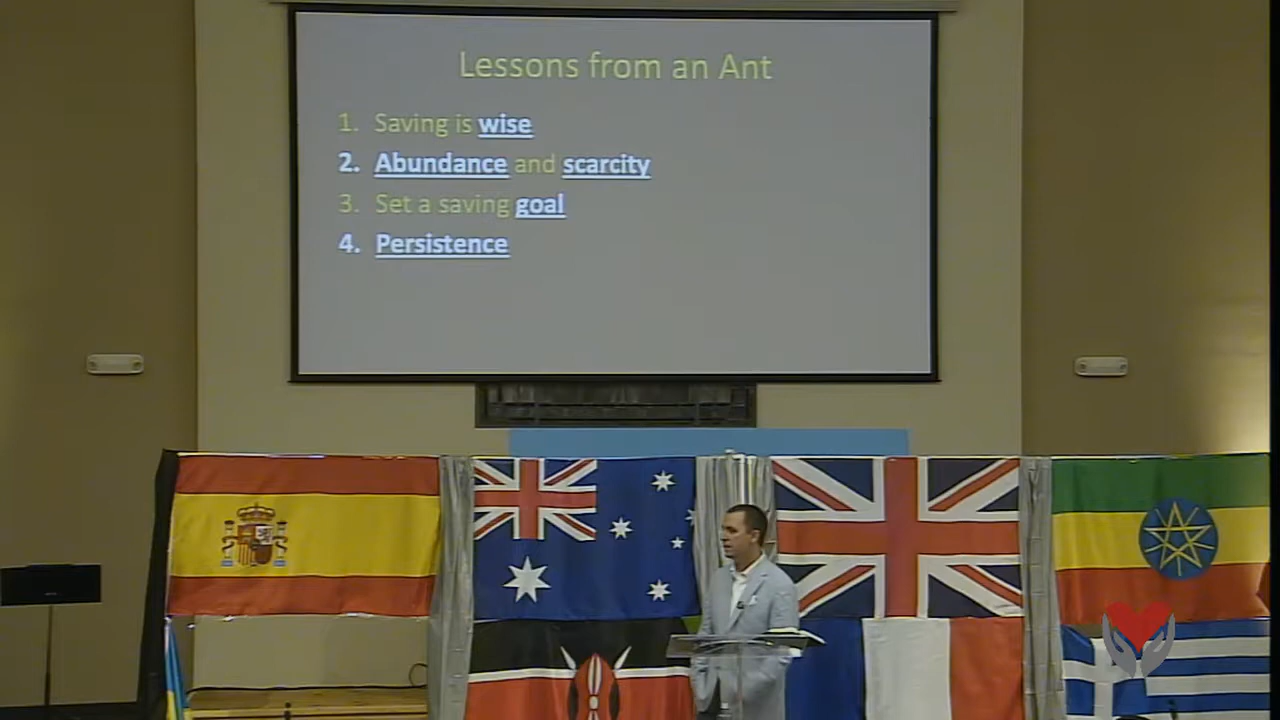 Lessons from an Ant
1. Saving is wise
2. Abundance and scarcity
3. Set a saving goal
4. Persistence